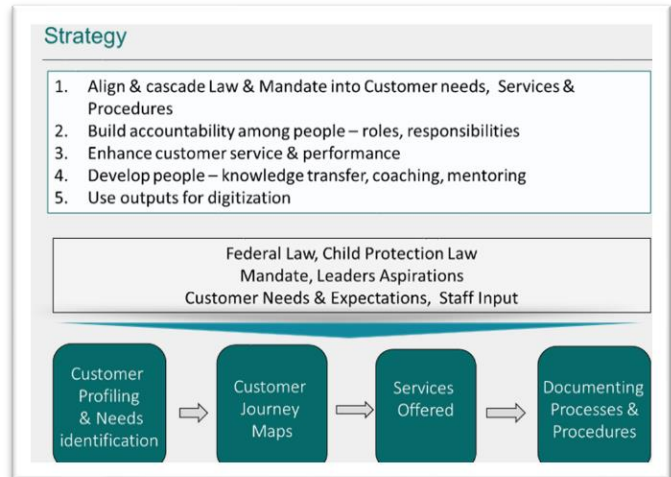 Strategy
1. Align & cascade Law & Mandate into Customer needs, Services &
Procedures
2. Build accountability among people – roles, responsibilities
3. Enhance customer service & performance
4. Develop people – knowledge transfer, coaching, mentoring
5. Use outputs for digitization
Federal Law, Child Protection Law
Mandate, Leaders Aspirations
Customer Needs & Expectations, Staff Input
Customer
Profiling
& Needs
identification
Customer
Journey
Maps
Services
Offered
Documenting
Processes &
Procedures